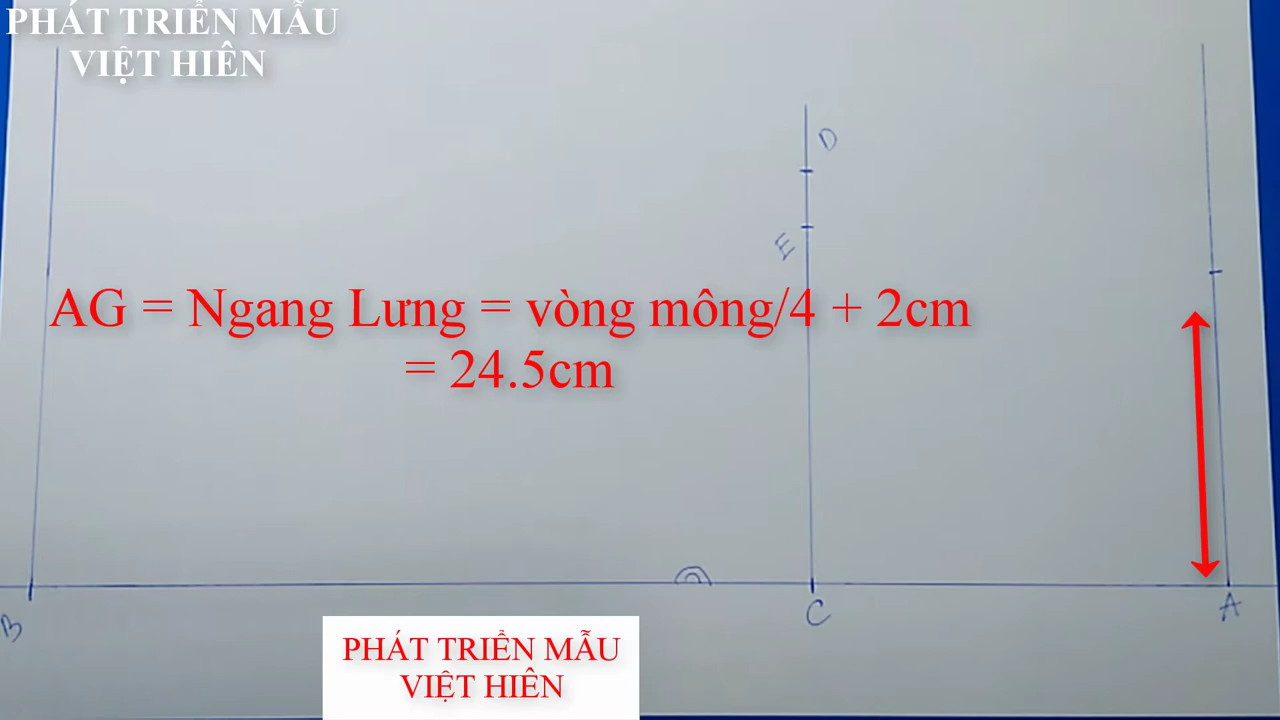 PHÁT TRIỂN MẪU
VIỆT HIÊN
D
E
AG = Ngang Lưng = vòng mông/4 + 2cm
= 24.5cm
B
C
A
PHÁT TRIỂN MẪU
VIỆT HIÊN